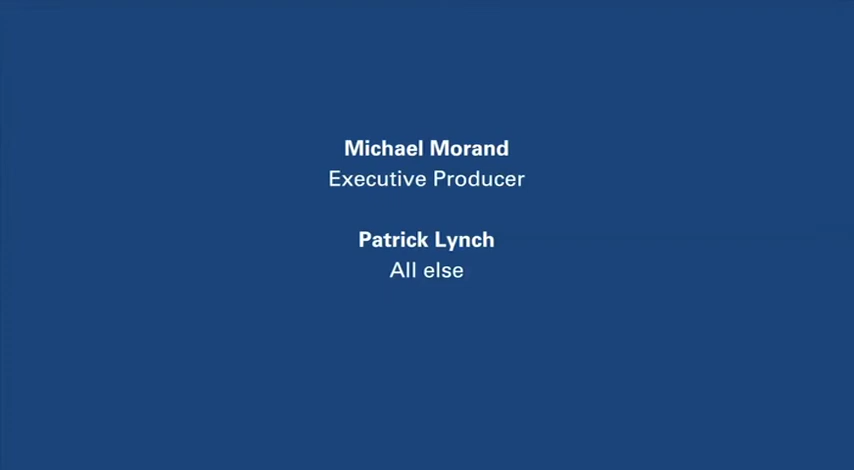 Michael Morand
Executive Producer
Patrick Lynch
All else